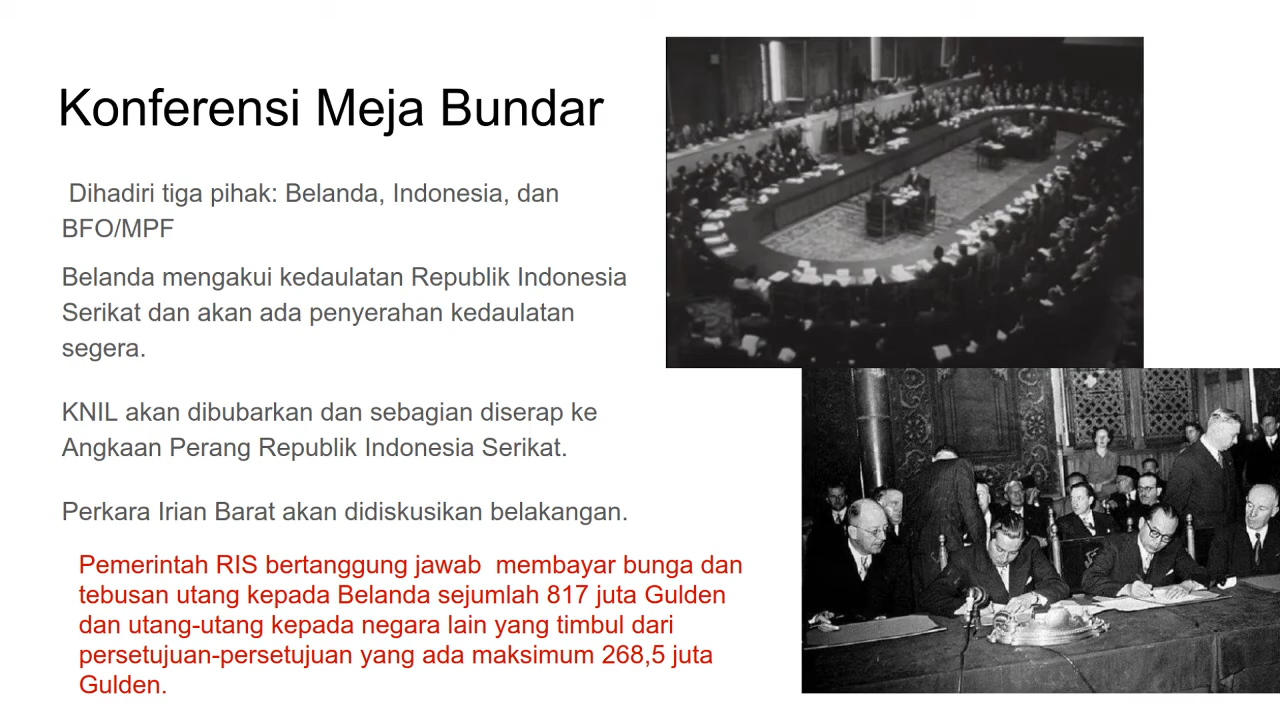 Konferensi Meja Bundar
Dihadiri tiga pihak: Belanda, Indonesia, dan
BFO/MPF
Belanda mengakui kedaulatan Republik Indonesia
Serikat dan akan ada penyerahan kedaulatan
segera.
KNIL akan dibubarkan dan sebagian diserap ke
Angkaan Perang Republik Indonesia Serikat.
Perkara Irian Barat akan didiskusikan belakangan.
Pemerintah RIS bertanggung jawab  membayar bunga dan
tebusan utang kepada Belanda sejumlah 817 juta Gulden
dan utang-utang kepada negara lain yang timbul dari
persetujuan-persetujuan yang ada maksimum 268,5 juta
Gulden.